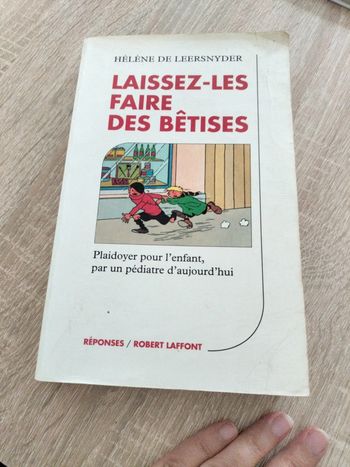 HÉLÈNE DE LEERSNYDER
LAISSEZ-LES
FAIRE
DES BÊTISES
Plaidoyer pour l'enfant,
par un pédiatre d'aujourd'hui
RÉPONSES / ROBERT LAFFONT